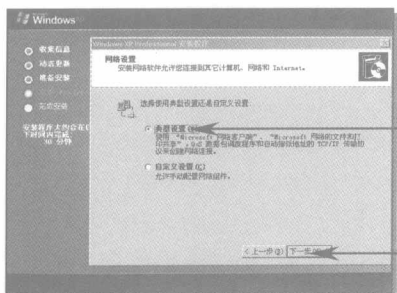 Windows
Windows XP Professional 安装程序
收集信息
动态更新
准备安装
完成安装
安装程序大约会在
下时间内完成:
30 分钟
网络设置
安装网络软件允许您连接到其它计算机、网络和 Internet。
选择使用典型设置还是自定义设置
典型设置
使用 "Microsoft 网络客户端"、"Microsoft 网络的文件和打
印共享"、QoS 数据包调度程序和自动指派地址的 TCP/IP 传输协
议来创建网络连接。
自定义设置(C)
允许手动配置网络组件。
<上一步(B) 下一步